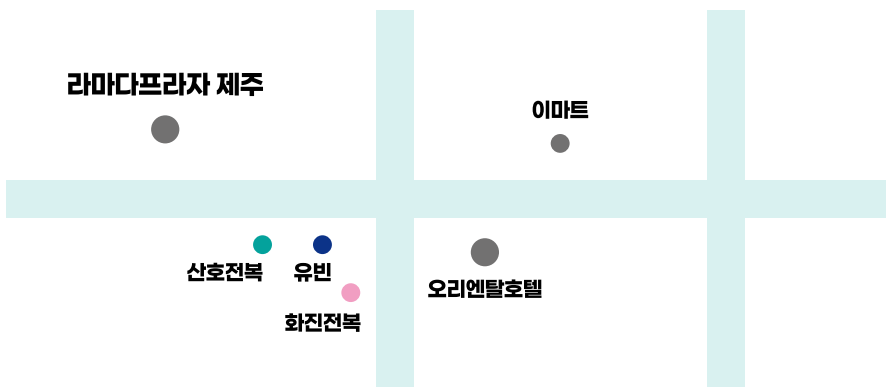 라마다프라자 제주
이마트
산호전복
유빈
오리엔탈호텔
화진전복